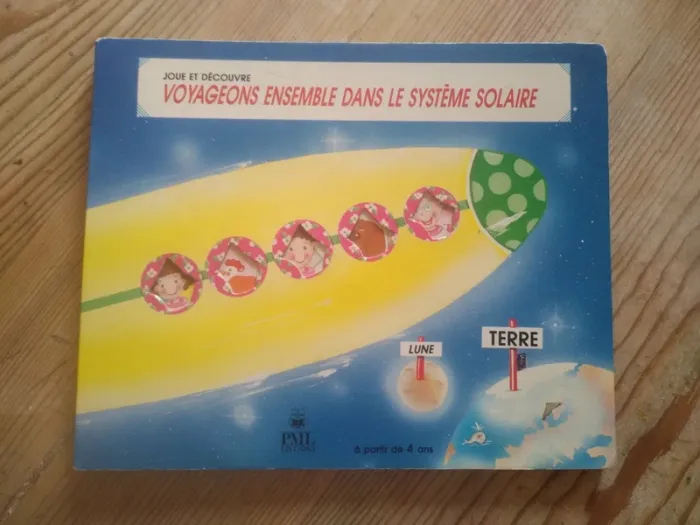 JOUE ET DÉCOUVRE
VOYAGEONS ENSEMBLE DANS LE SYSTÈME SOLAIRE
LUNE
TERRE
PML
à partir de 4 ans